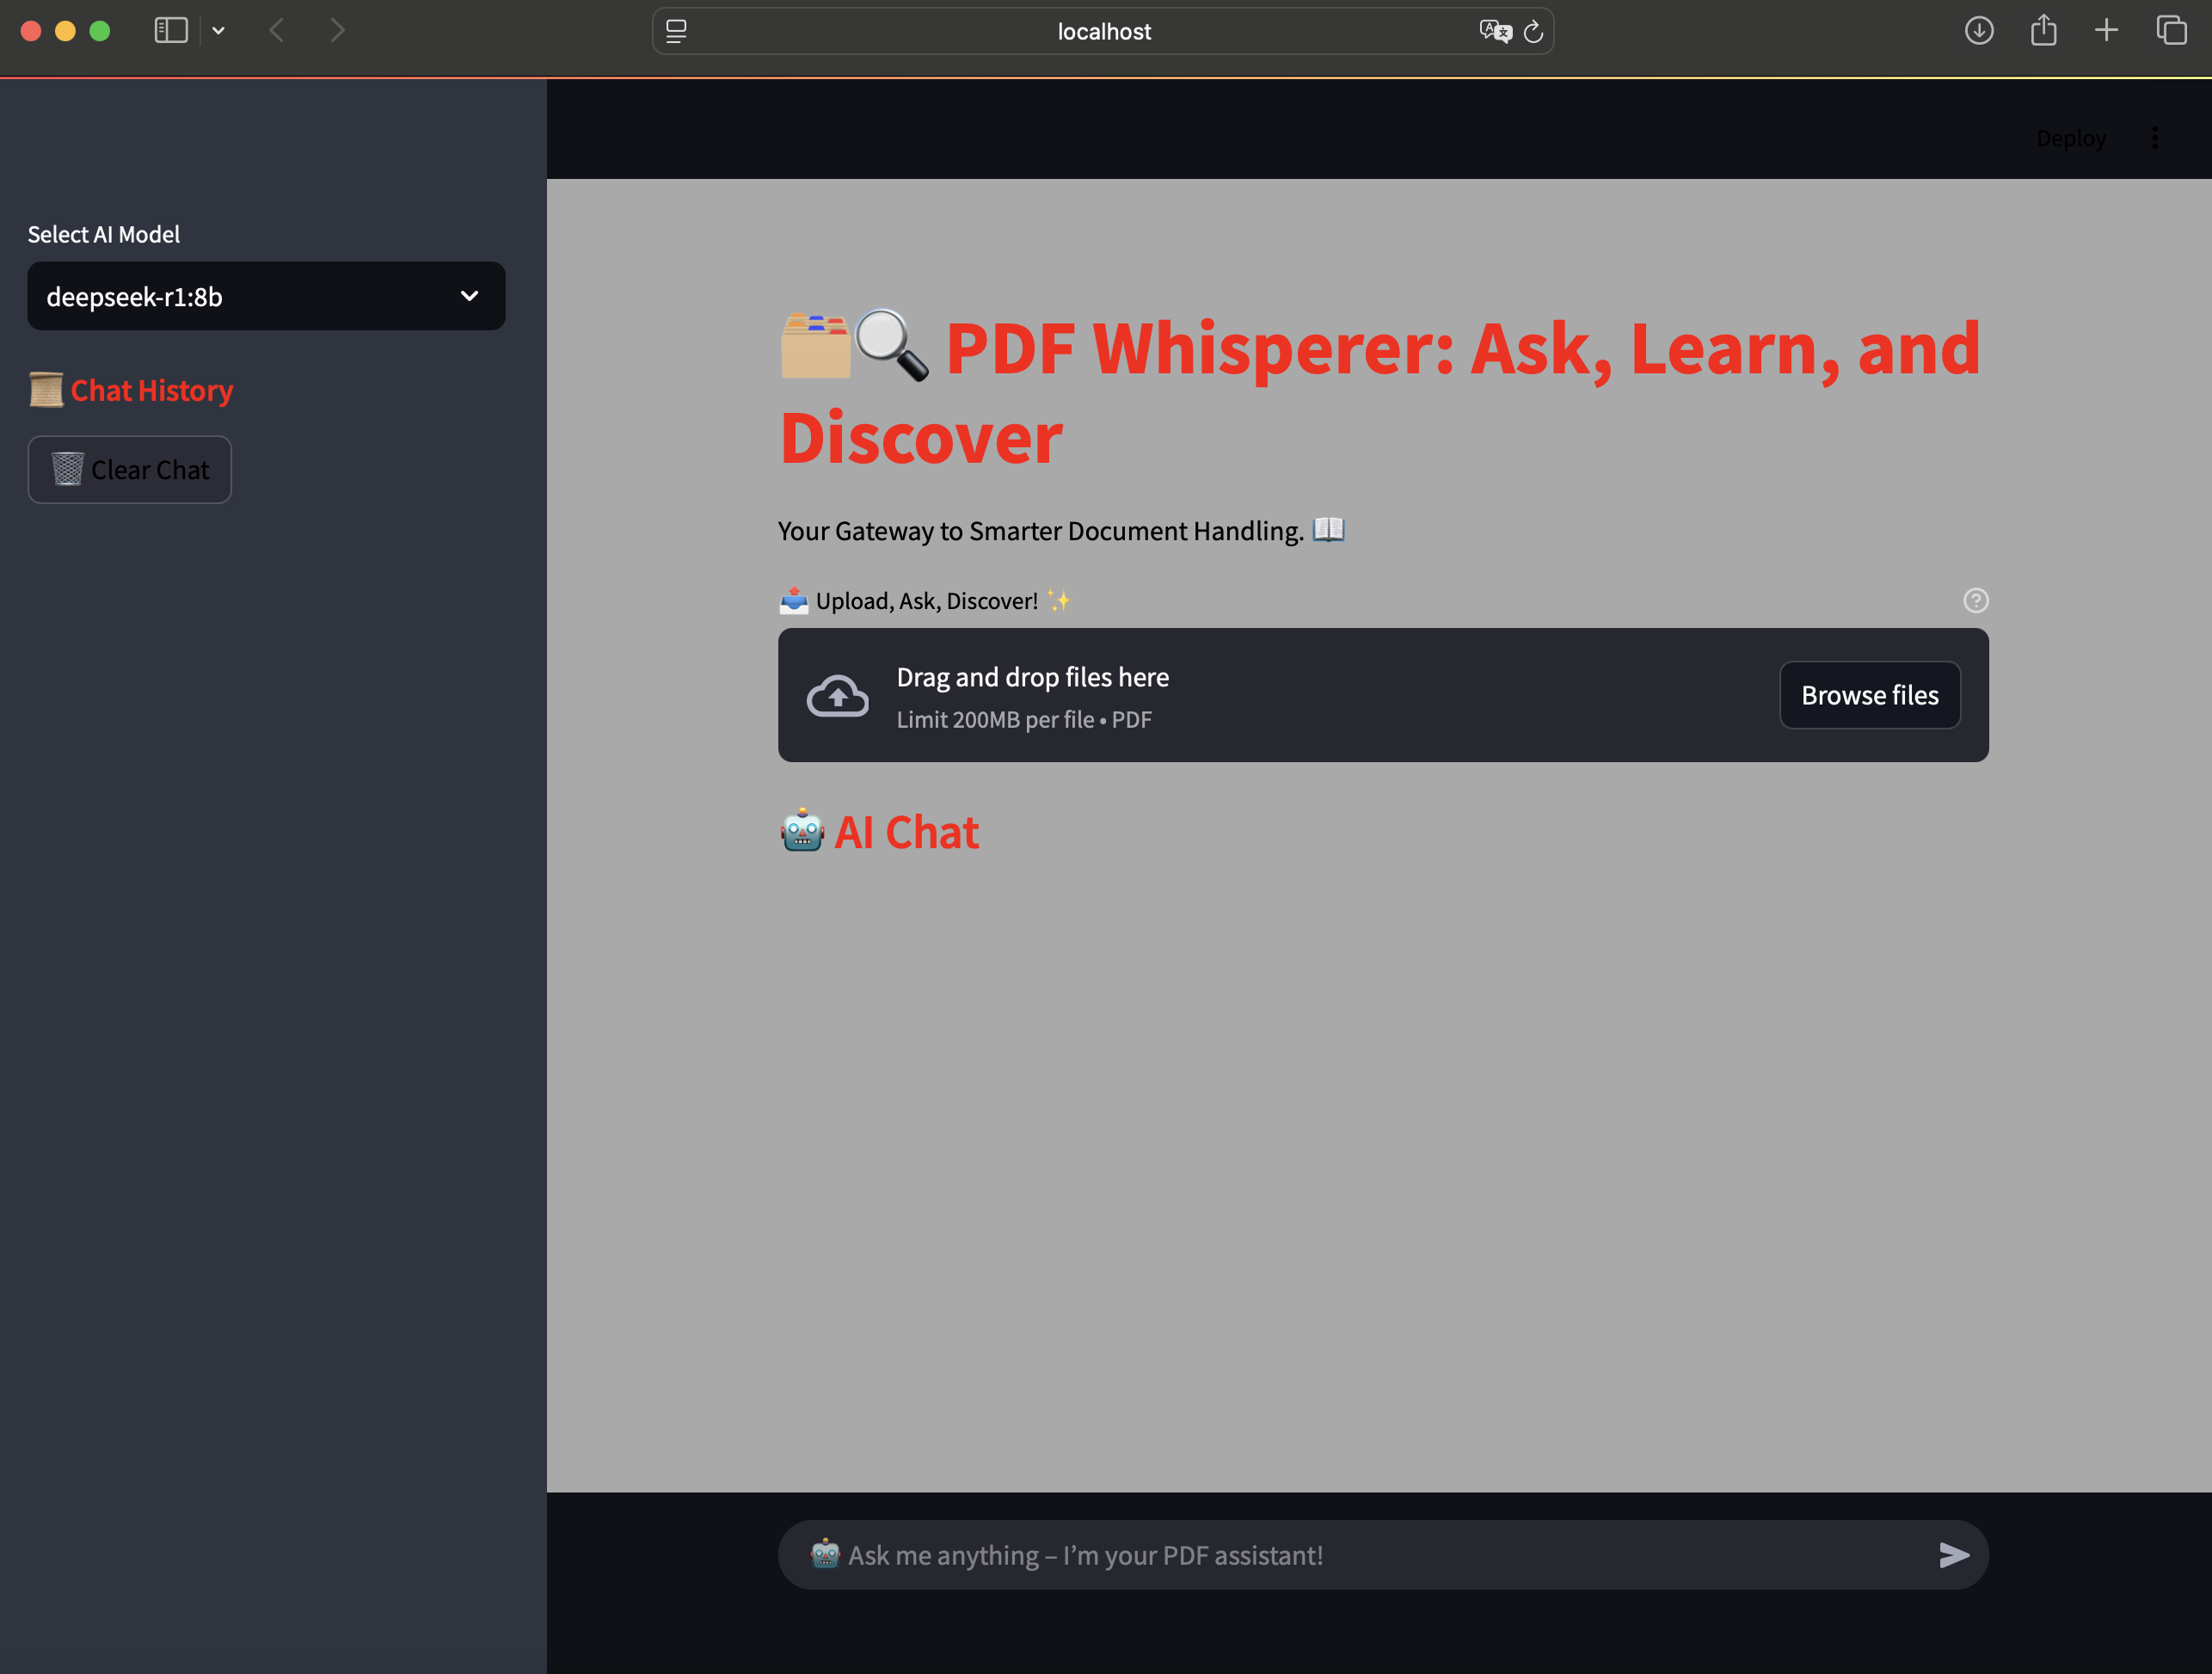 localhost
Deploy
Select AI Model
deepseek-r1:8b
📜 Chat History
🗑️ Clear Chat
🗂️🔍 PDF Whisperer: Ask, Learn, and
Discover
Your Gateway to Smarter Document Handling. 📖
📤 Upload, Ask, Discover! ✨
Drag and drop files here
Limit 200MB per file • PDF
Browse files
🤖 AI Chat
🤖 Ask me anything – I’m your PDF assistant!